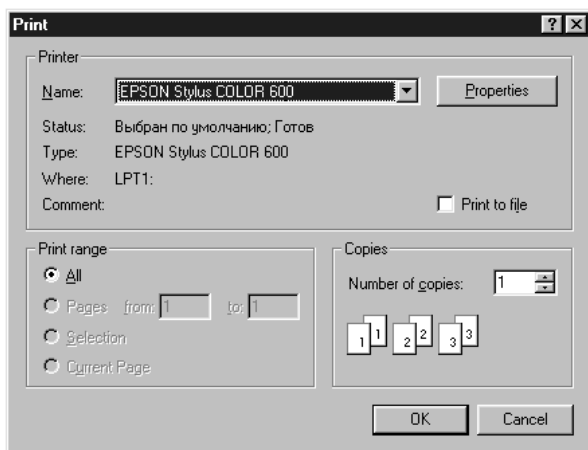 Print
Printer
Name: EPSON Stylus COLOR 600 Properties
Status: Выбран по умолчанию; Готов
Type: EPSON Stylus COLOR 600
Where: LPT1:
Comment: Print to file
Print range
All
Pages from: 1 to: 1
Selection
Current Page
Copies
Number of copies: 1
1 1 2 2 3 3
OK Cancel